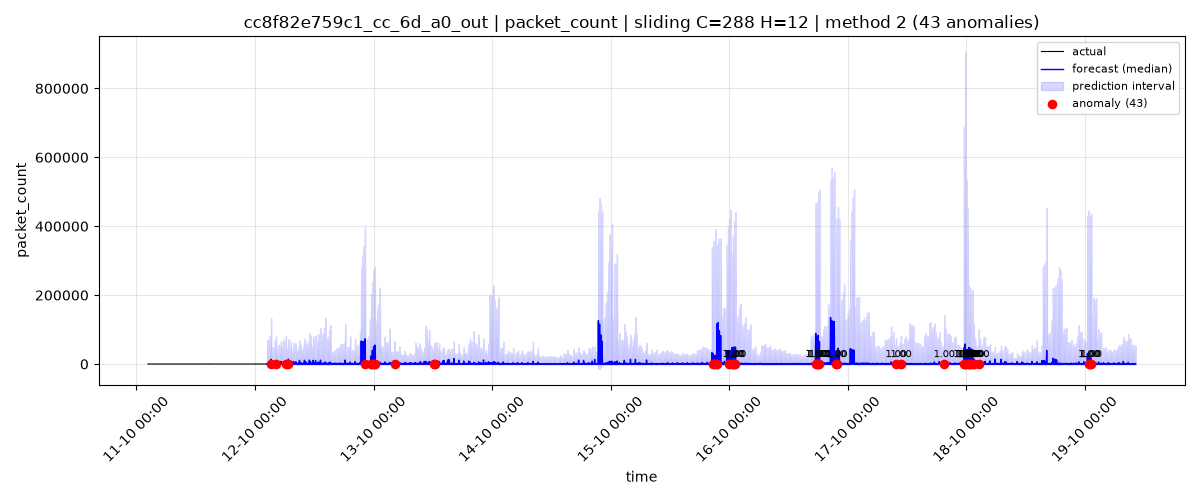 cc8f82e759c1_cc_6d_a0_out | packet_count | sliding C=288 H=12 | method 2 (43 anomalies)
actual
forecast (median)
prediction interval
anomaly (43)
packet_count
800000
600000
400000
200000
0
11-10 00:00
12-10 00:00
13-10 00:00
14-10 00:00
15-10 00:00
16-10 00:00
17-10 00:00
18-10 00:00
19-10 00:00
time